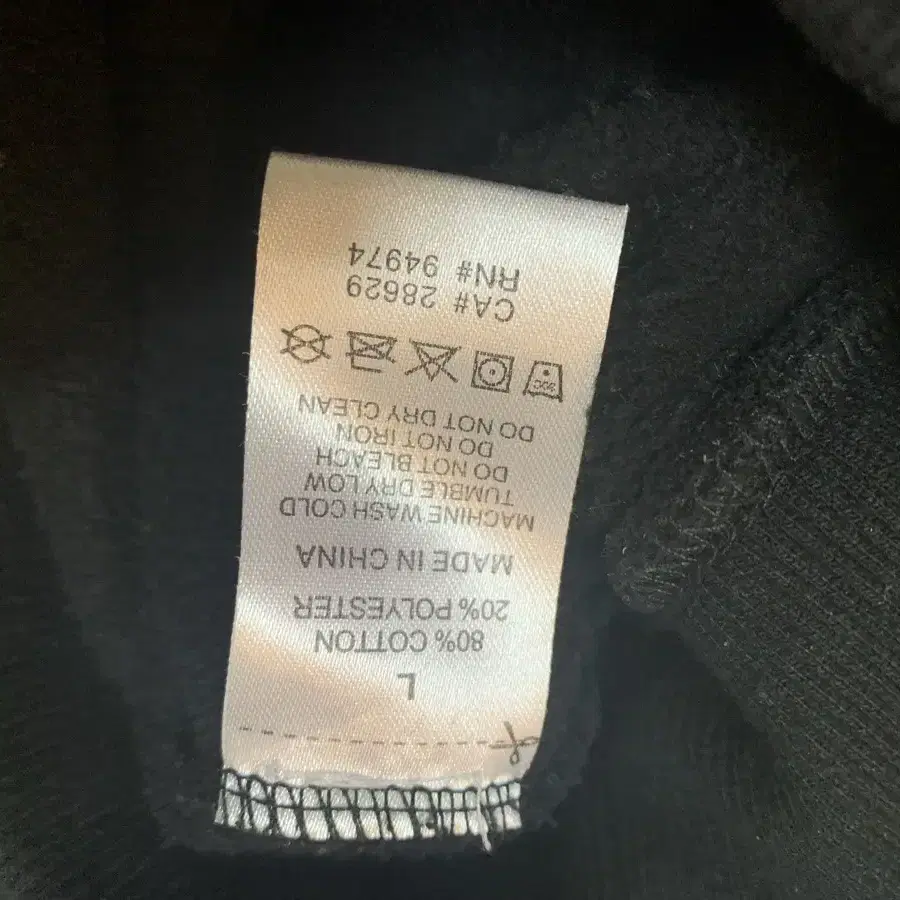 L
80% COTTON
20% POLYESTER
MADE IN CHINA
MACHINE WASH COLD
TUMBLE DRY LOW
DO NOT BLEACH
DO NOT IRON
DO NOT DRY CLEAN
30C
CA# 28629
RN# 94974